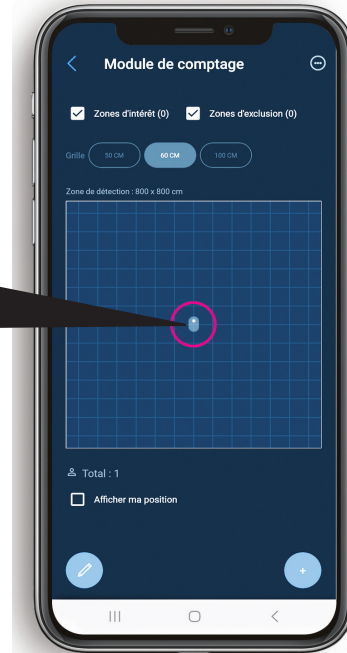 Module de comptage
Zones d'intérêt (0) Zones d'exclusion (0)
Grille 50 CM 60 CM 100 CM
Zone de détection : 800 x 800 cm
Total : 1
Afficher ma position